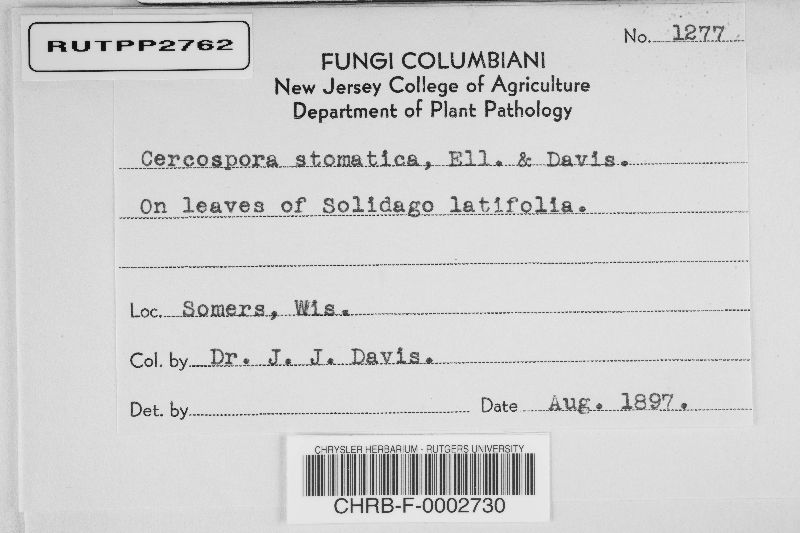 RUTPP2762
No. 1277
FUNGI COLUMBIANI
New Jersey College of Agriculture
Department of Plant Pathology
Cercospora stomatica, Ell. & Davis.
On leaves of Solidago latifolia.
Loc. Somers, Wis.
Col. by Dr. J. J. Davis.
Det. by Date Aug. 1897.
CHRYSLER HERBARIUM - RUTGERS UNIVERSITY
CHRB-F-0002730